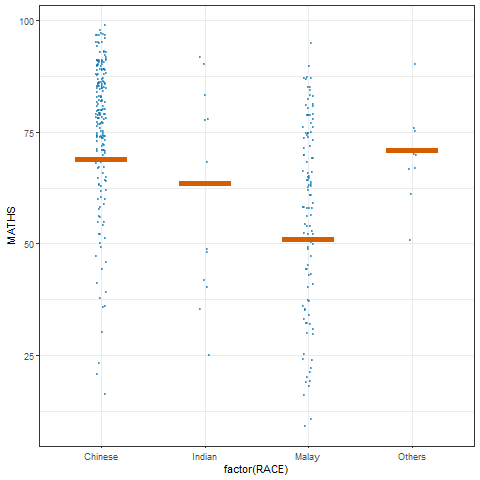 100
75
50
25
MATHS
Chinese
Indian
Malay
Others
factor(RACE)